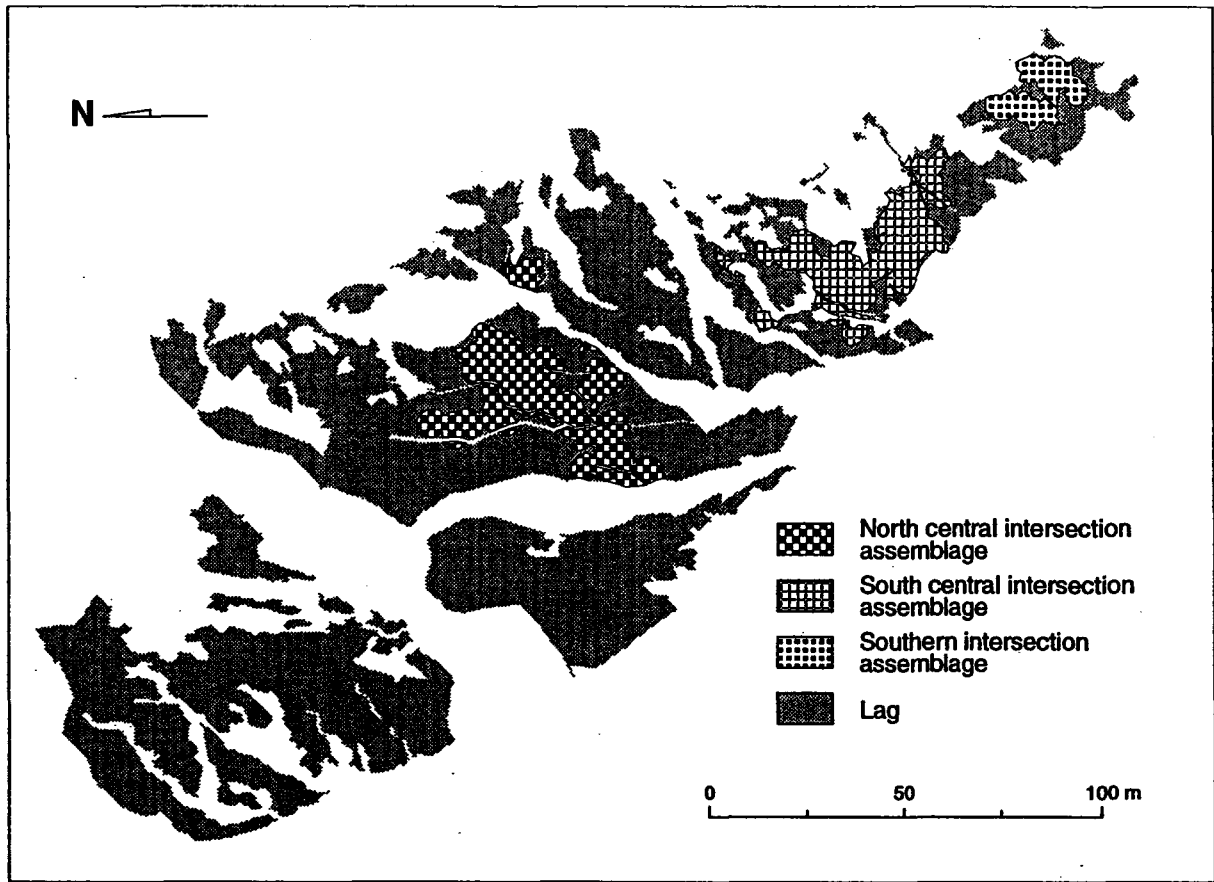 N
North central intersection
assemblage
South central intersection
assemblage
Southern intersection
assemblage
Lag
0 50 100 m